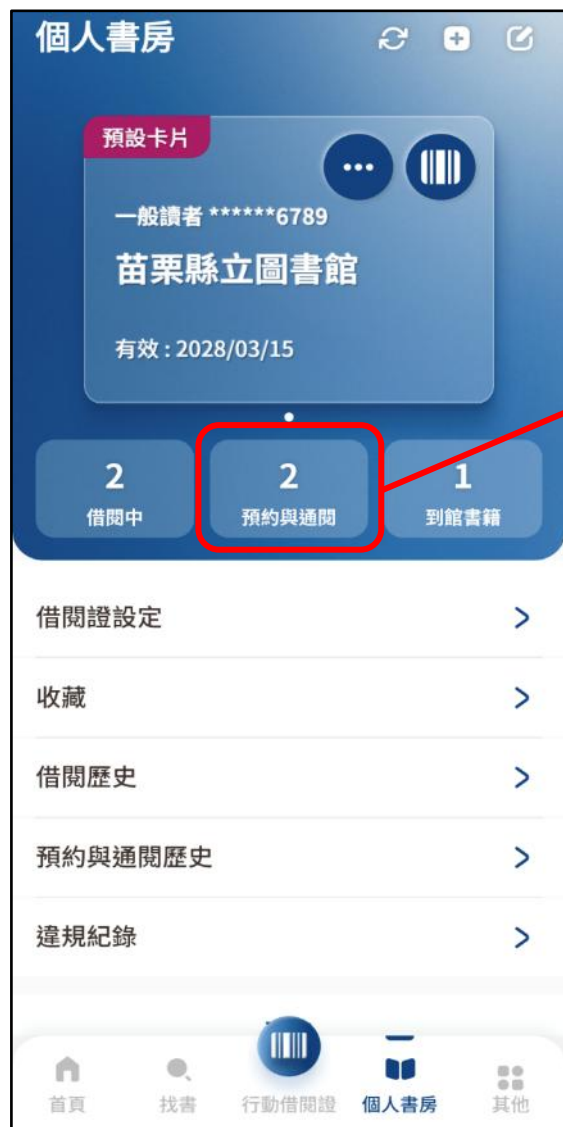 個人書房
預設卡片
一般讀者 ******6789
苗栗縣立圖書館
有效 : 2028/03/15
2
借閱中
2
預約與通閱
1
到館書籍
借閱證設定
收藏
借閱歷史
預約與通閱歷史
違規紀錄
首頁
找書
行動借閱證
個人書房
其他